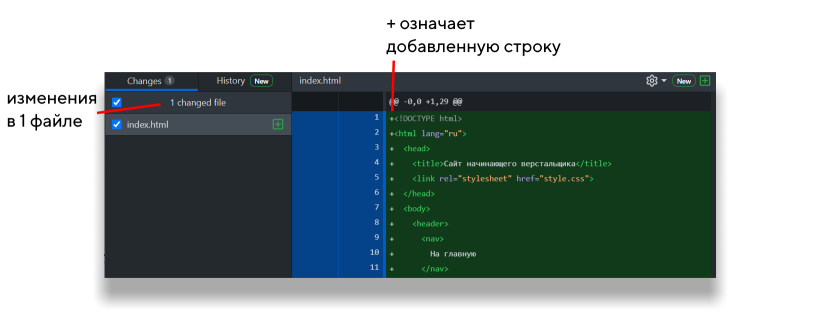 + означает
добавленную строку
изменения
в 1 файле
Changes 1
History New
index.html
New
1 changed file
index.html
@@ -0,0 +1,29 @@
1 +<!DOCTYPE html>
2 +<html lang="ru">
3 + <head>
4 + <title>Сайт начинающего верстальщика</title>
5 + <link rel="stylesheet" href="style.css">
6 + </head>
7 + <body>
8 + <header>
9 + <nav>
10 + На главную
11 + </nav>